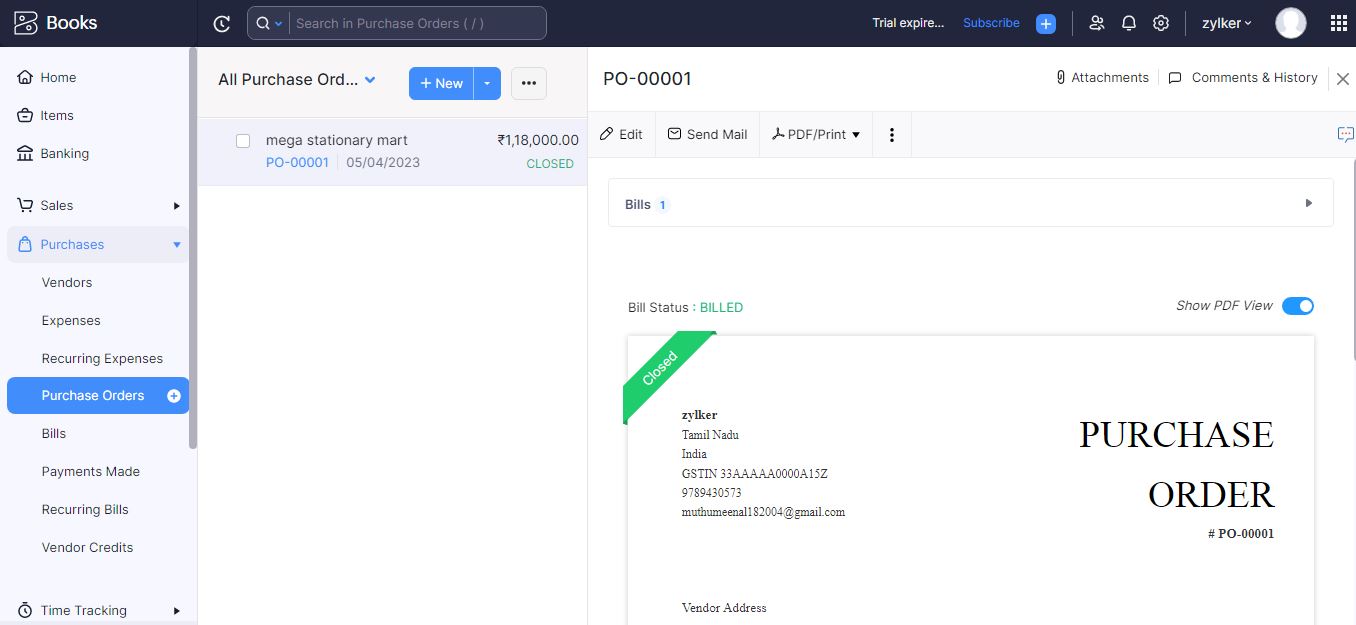 Books
Search in Purchase Orders ( / )
Trial expire...
Subscribe
zylker
Home
Items
Banking
Sales
Purchases
Vendors
Expenses
Recurring Expenses
Purchase Orders
Bills
Payments Made
Recurring Bills
Vendor Credits
Time Tracking
All Purchase Ord...
+ New
mega stationary mart
₹1,18,000.00
PO-00001
05/04/2023
CLOSED
PO-00001
Attachments
Comments & History
Edit
Send Mail
PDF/Print
Bills 1
Bill Status : BILLED
Show PDF View
Closed
zylker
Tamil Nadu
India
GSTIN 33AAAAA0000A15Z
9789430573
muthumeenal182004@gmail.com
PURCHASE
ORDER
# PO-00001
Vendor Address